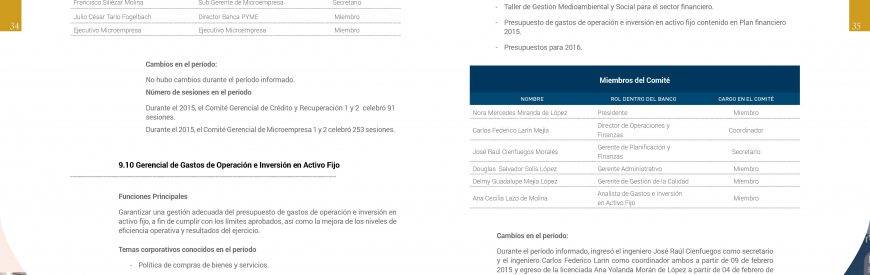 34
Francisco Sillézar Molina Sub Gerente de Microempresa Secretario
Julio César Tarlo Fogelbach Director Banca PYME Miembro
Ejecutivo Microempresa Ejecutivo Microempresa Miembro
Cambios en el período:
No hubo cambios durante el período informado.
Número de sesiones en el período
Durante el 2015, el Comité Gerencial de Crédito y Recuperación 1 y 2 celebró 91
sesiones.
Durante el 2015, el Comité Gerencial de Microempresa 1 y 2 celebró 253 sesiones.
9.10 Gerencial de Gastos de Operación e Inversión en Activo Fijo
Funciones Principales
Garantizar una gestión adecuada del presupuesto de gastos de operación e inversión en
activo fijo, a fin de cumplir con los límites aprobados, así como la mejora de los niveles de
eficiencia operativa y resultados del ejercicio.
Temas corporativos conocidos en el período
- Política de compras de bienes y servicios.
35
- Taller de Gestión Medioambiental y Social para el sector financiero.
- Presupuesto de gastos de operación e inversión en activo fijo contenido en Plan financiero
2015.
- Presupuestos para 2016.
Miembros del Comité
NOMBRE ROL DENTRO DEL BANCO CARGO EN EL COMITÉ
Nora Mercedes Miranda de López Presidente Miembro
Carlos Federico Larin Mejía Director de Operaciones y
Finanzas Coordinador
José Raúl Cienfuegos Morales Gerente de Planificación y
Finanzas Secretario
Douglas Salvador Solís López Gerente Administrativo Miembro
Delmy Guadalupe Mejía López Gerente de Gestión de la Calidad Miembro
Ana Cecilia Lazo de Molina Analista de Gastos e Inversión
en Activo Fijo Miembro
Cambios en el período:
Durante el período informado, ingresó el ingeniero José Raúl Cienfuegos como secretario
y el ingeniero Carlos Federico Larin como coordinador ambos a partir de 09 de febrero
2015 y egreso de la licenciada Ana Yolanda Morán de López a partir de 04 de febrero de